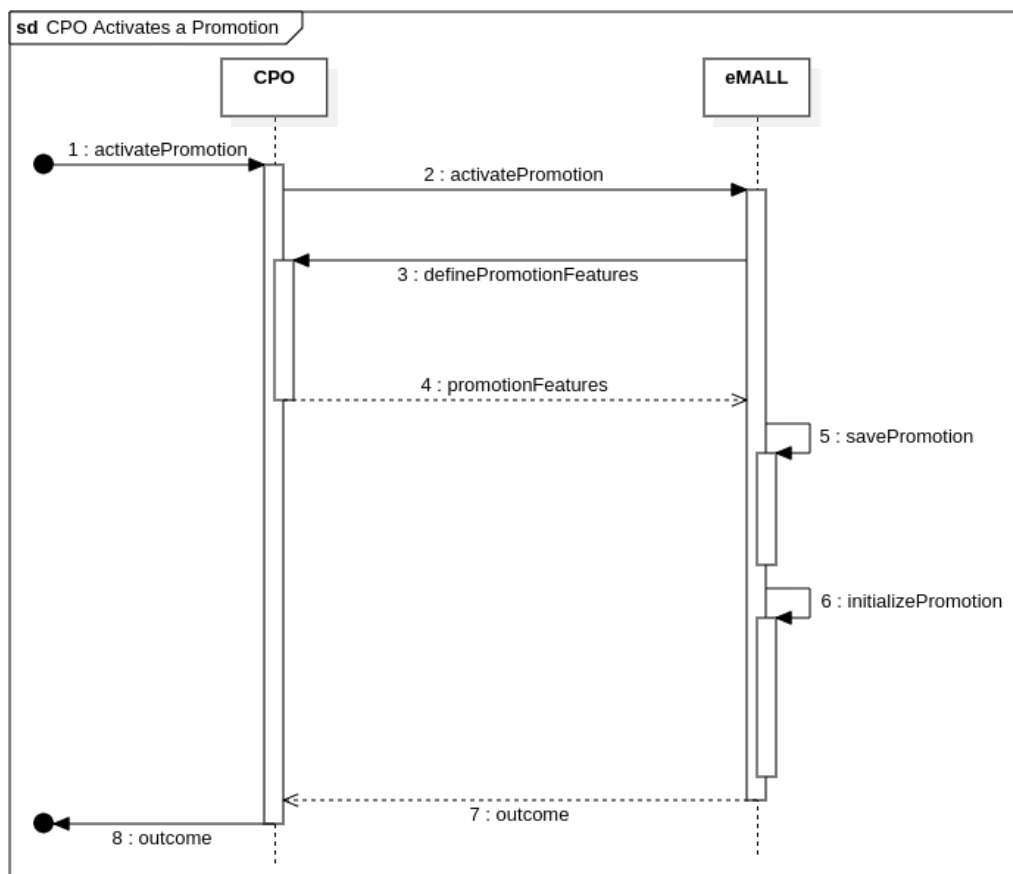 sd CPO Activates a Promotion
CPO
eMALL
1 : activatePromotion
2 : activatePromotion
3 : definePromotionFeatures
4 : promotionFeatures
5 : savePromotion
6 : initializePromotion
7 : outcome
8 : outcome